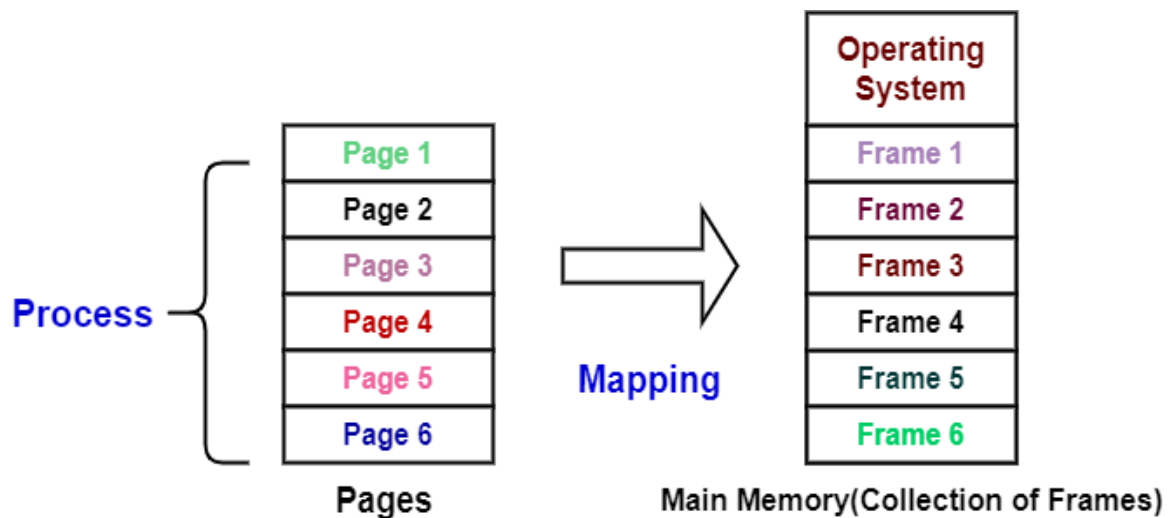 Operating
System
Page 1
Page 2
Page 3
Page 4
Page 5
Page 6
Process
Pages
Mapping
Frame 1
Frame 2
Frame 3
Frame 4
Frame 5
Frame 6
Main Memory(Collection of Frames)